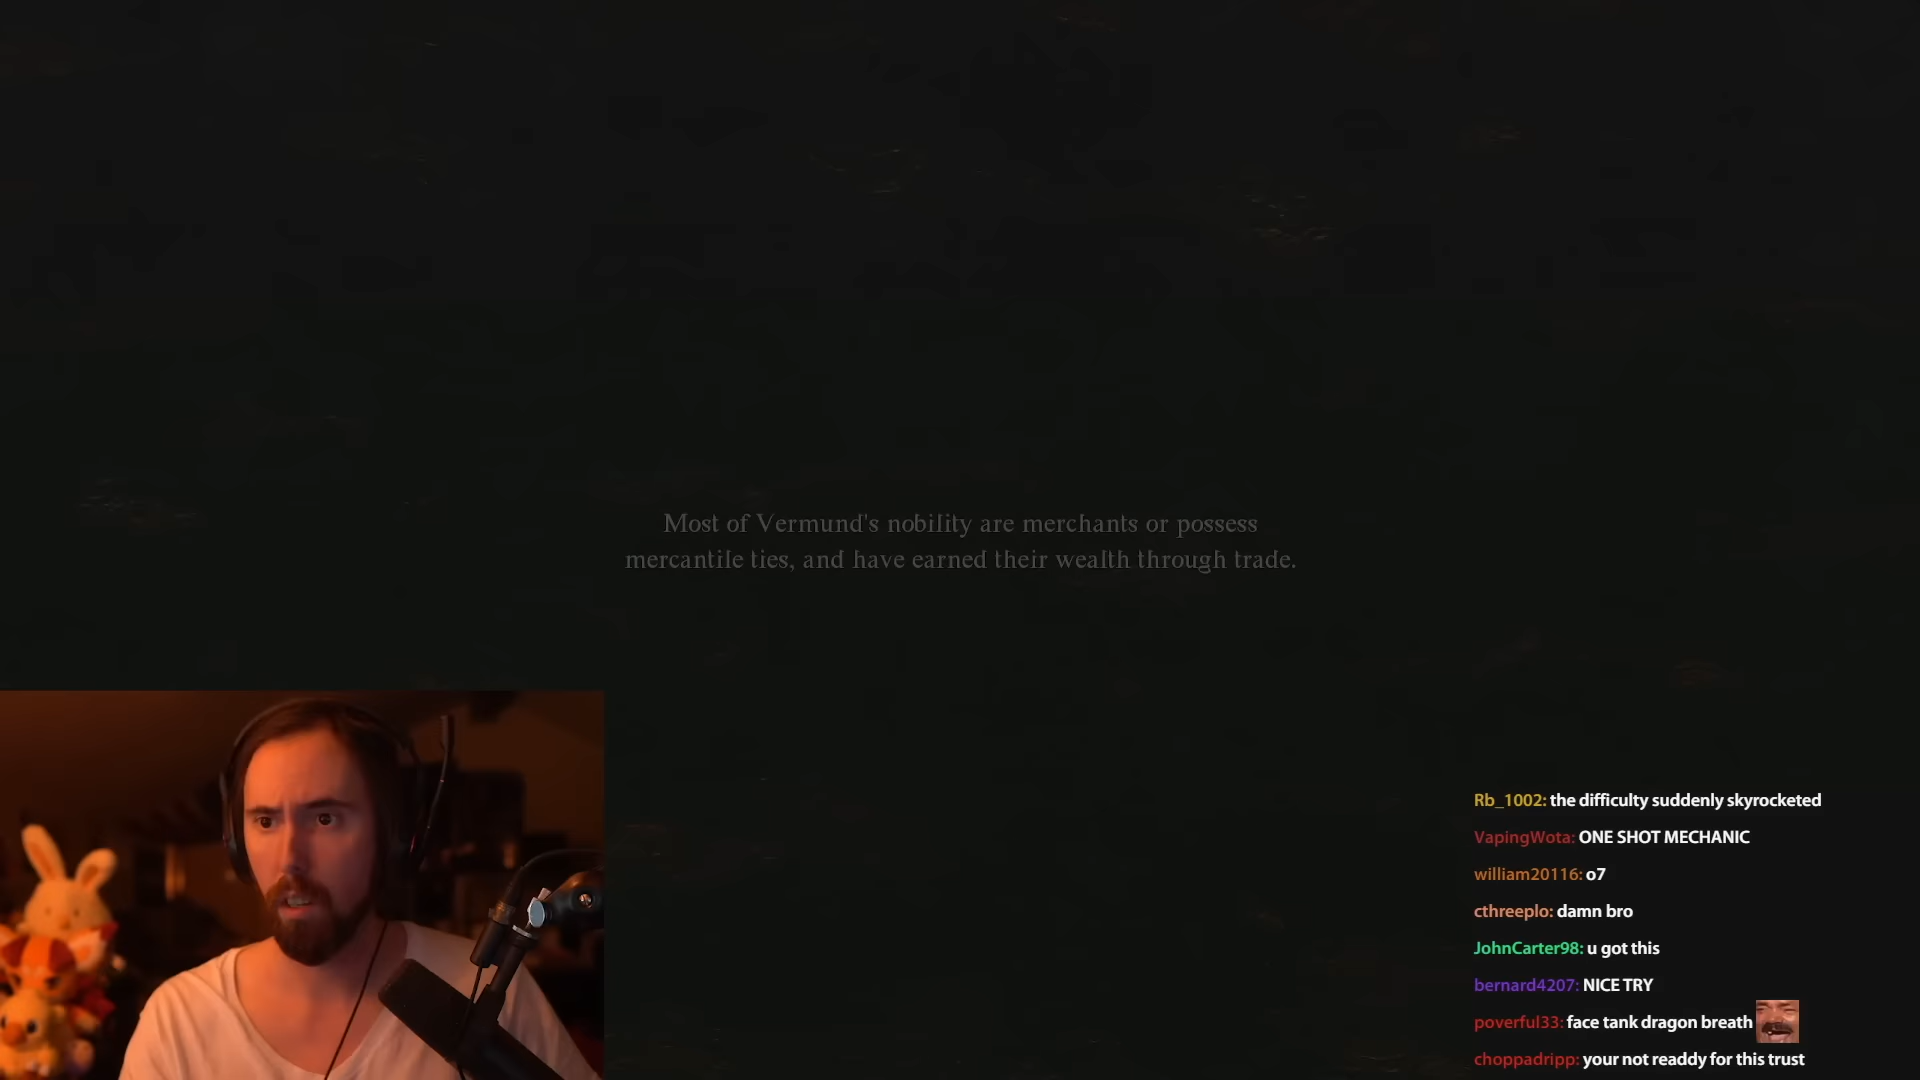 Most of Vermund's nobility are merchants or possess
mercantile ties, and have earned their wealth through trade.
Rb_1002: the difficulty suddenly skyrocketed
VapingWota: ONE SHOT MECHANIC
william20116: o7
cthreeplo: damn bro
JohnCarter98: u got this
bernard4207: NICE TRY
poverful33: face tank dragon breath
choppadripp: your not readdy for this trust